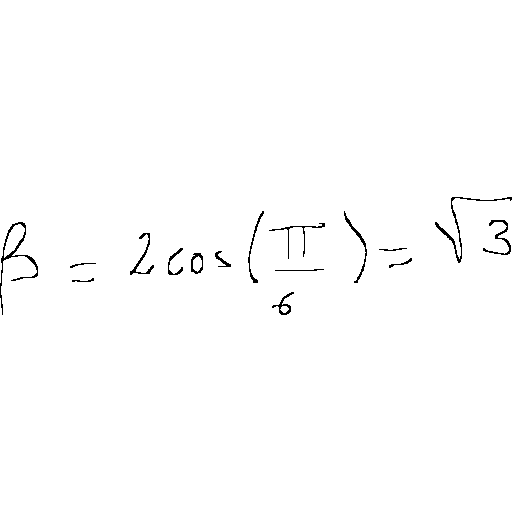 β = 2cos(π/6) = √3